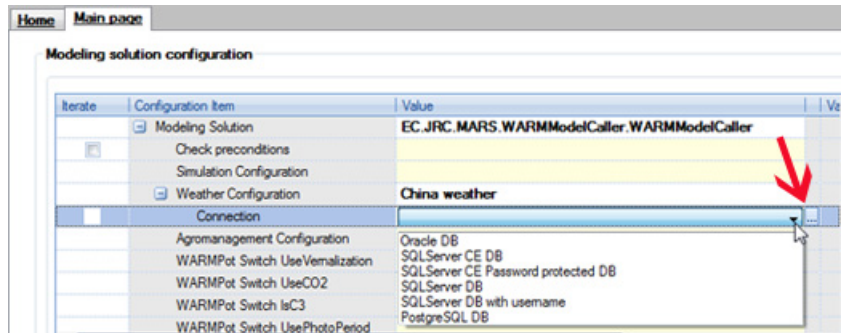 Home Main page
Modeling solution configuration
Iterate Configuration Item Value Va
Modeling Solution EC.JRC.MARS.WARMModelCaller.WARMModelCaller
Check preconditions
Simulation Configuration
Weather Configuration China weather
Connection ...
Agromanagement Configuration Oracle DB
SQLServer CE DB
WARMPot Switch UseVernalization SQLServer CE Password protected DB
WARMPot Switch UseCO2 SQLServer DB
WARMPot Switch IsC3 SQLServer DB with username
WARMPot Switch UsePhotoPeriod PostgreSQL DB